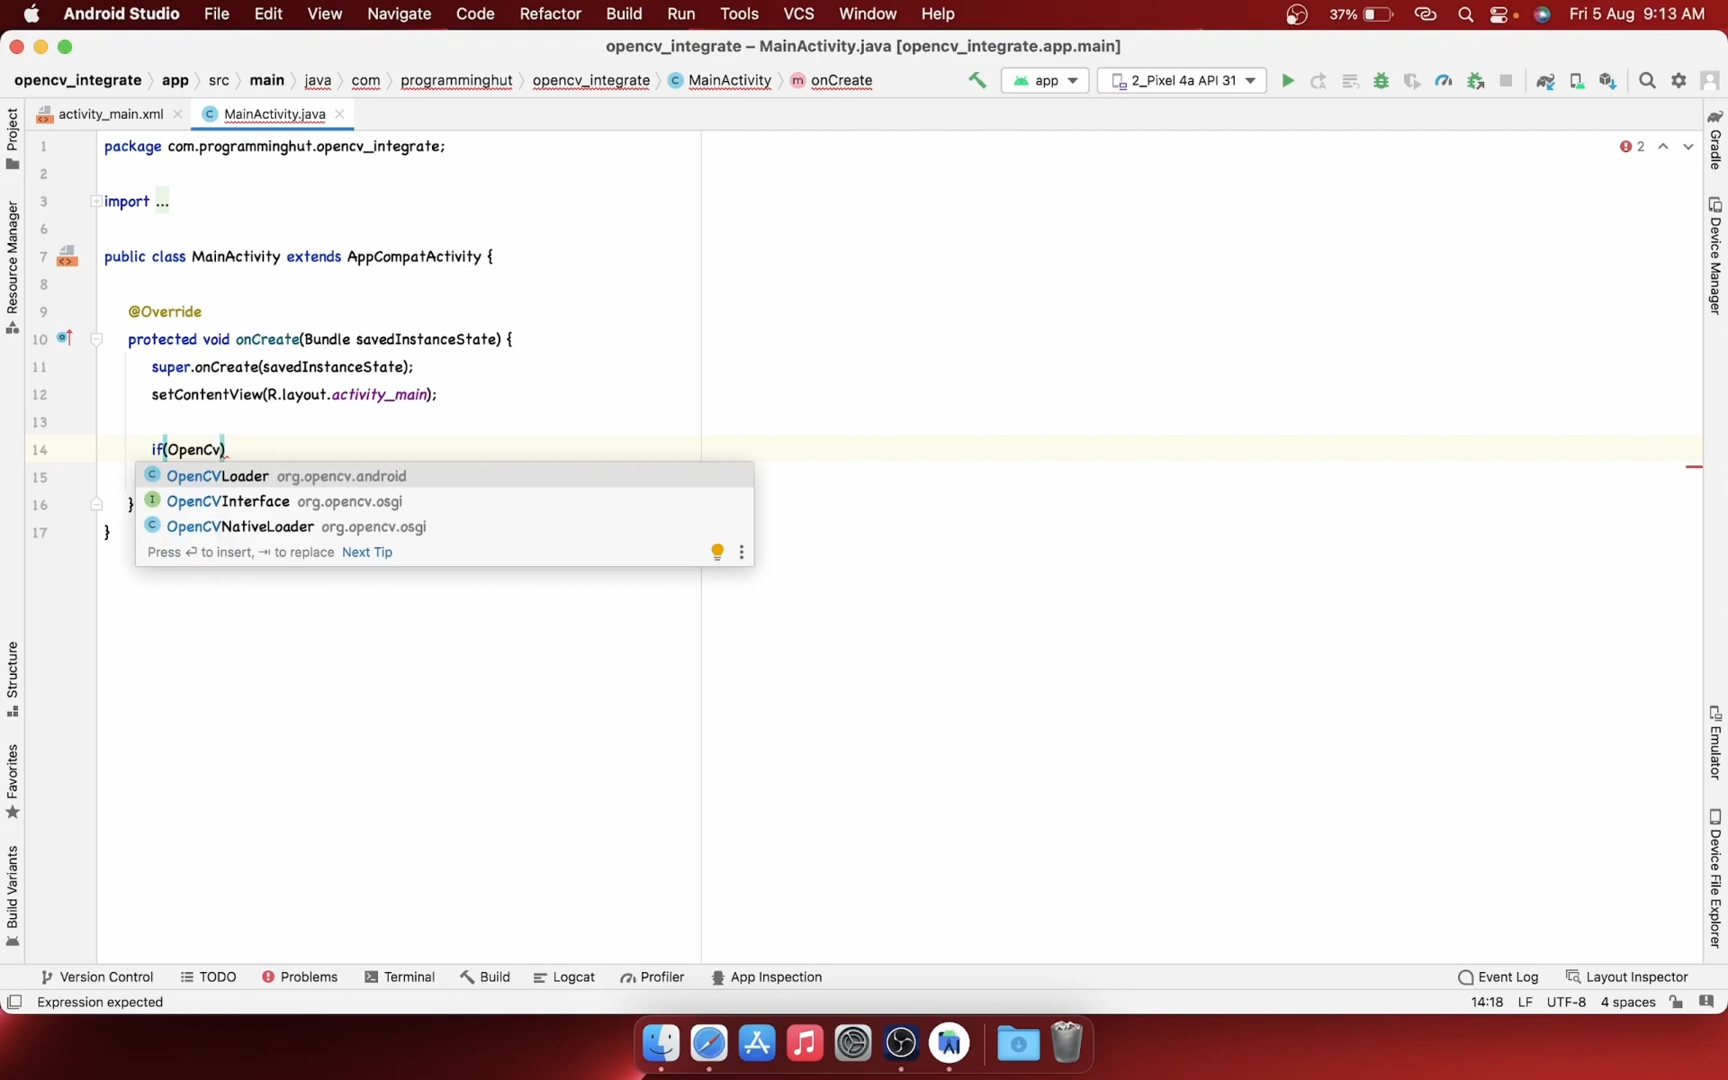 Android Studio File Edit View Navigate Code Refactor Build Run Tools VCS Window Help 37% Fri 5 Aug 9:13 AM
opencv_integrate – MainActivity.java [opencv_integrate.app.main]
opencv_integrate app src main java com programminghut opencv_integrate MainActivity onCreate app 2_Pixel 4a API 31
activity_main.xml MainActivity.java
Project
Resource Manager
Structure
Favorites
Build Variants
1 package com.programminghut.opencv_integrate;
2
3 import ...
6
7 public class MainActivity extends AppCompatActivity {
8
9 @Override
10 protected void onCreate(Bundle savedInstanceState) {
11 super.onCreate(savedInstanceState);
12 setContentView(R.layout.activity_main);
13
14 if(OpenCv)
15
16 }
17 }
OpenCVLoader org.opencv.android
OpenCVInterface org.opencv.osgi
OpenCVNativeLoader org.opencv.osgi
Press ↵ to insert, ⇥ to replace Next Tip
2
Gradle
Device Manager
Emulator
Device File Explorer
Version Control TODO Problems Terminal Build Logcat Profiler App Inspection Event Log Layout Inspector
Expression expected 14:18 LF UTF-8 4 spaces